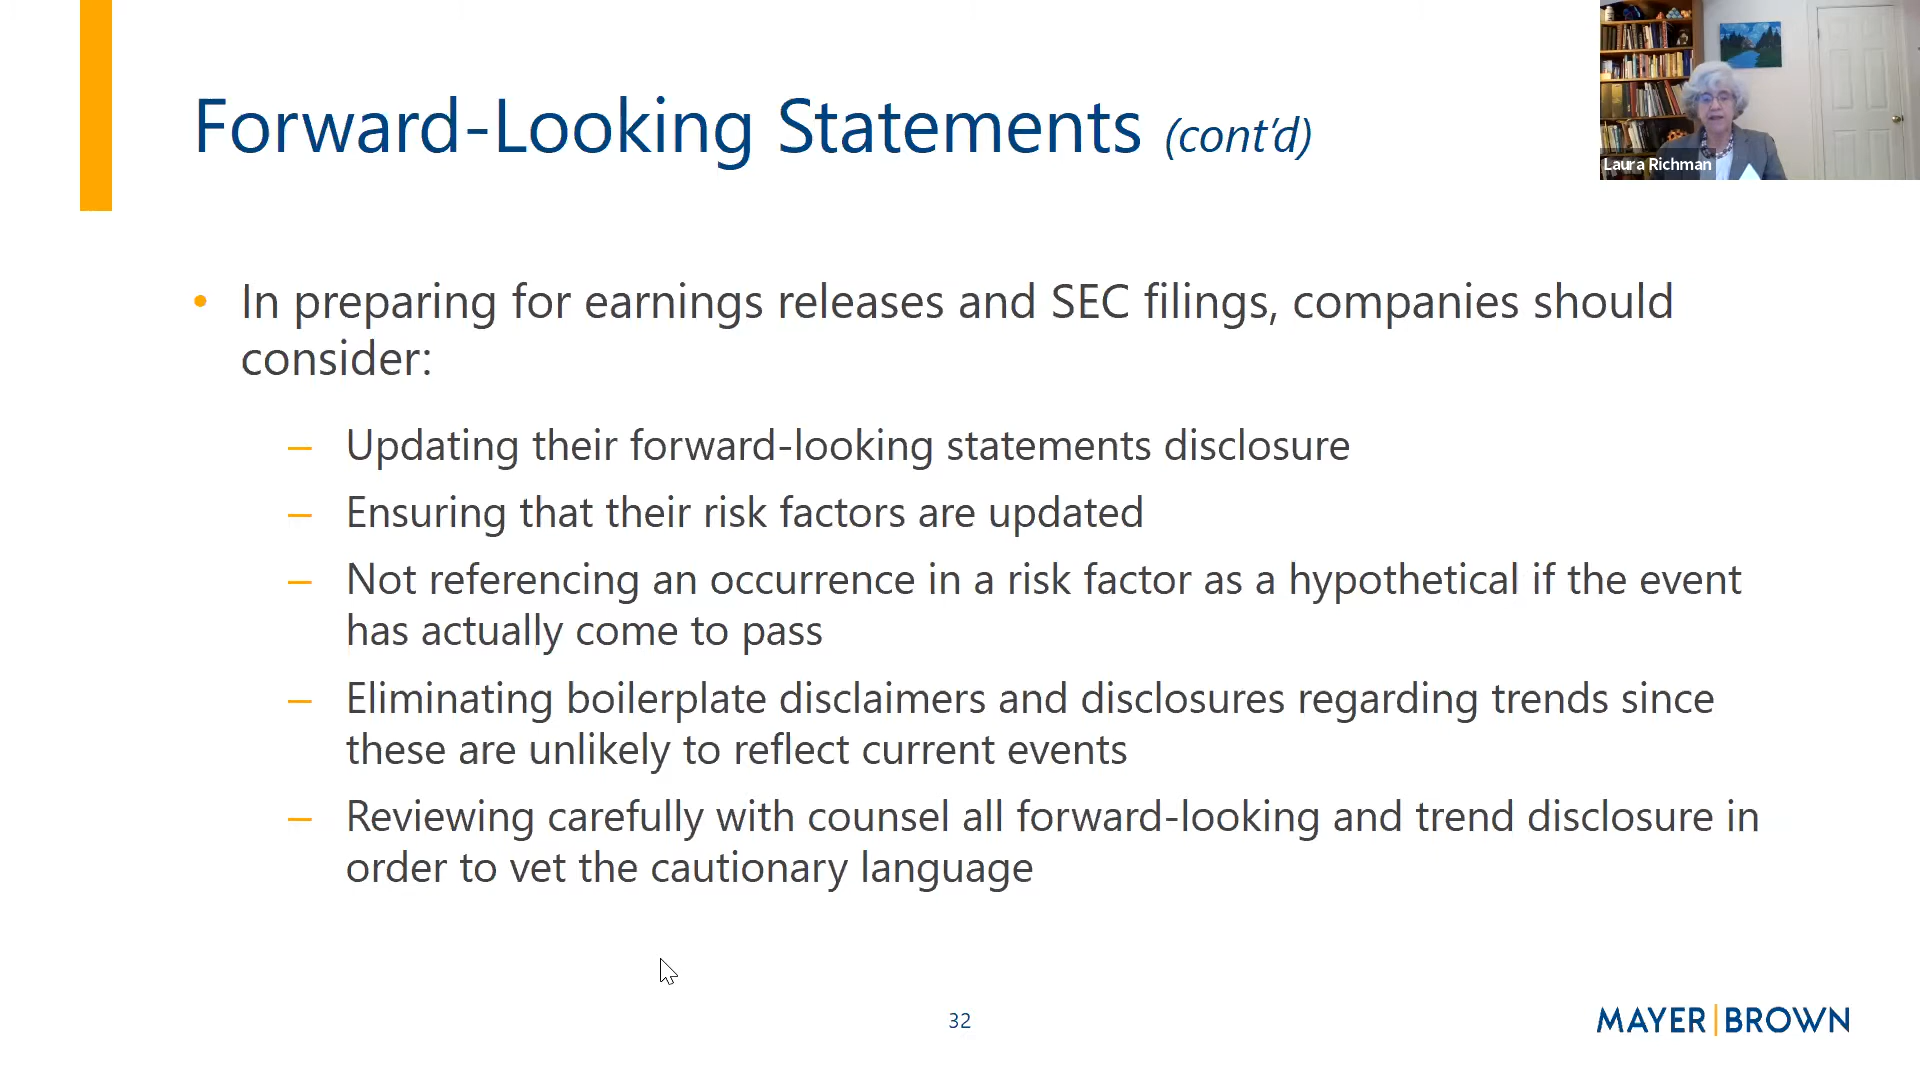 Forward-Looking Statements (cont'd)
Laura Richman
• In preparing for earnings releases and SEC filings, companies should
consider:
– Updating their forward-looking statements disclosure
– Ensuring that their risk factors are updated
– Not referencing an occurrence in a risk factor as a hypothetical if the event
has actually come to pass
– Eliminating boilerplate disclaimers and disclosures regarding trends since
these are unlikely to reflect current events
– Reviewing carefully with counsel all forward-looking and trend disclosure in
order to vet the cautionary language
32
MAYER|BROWN